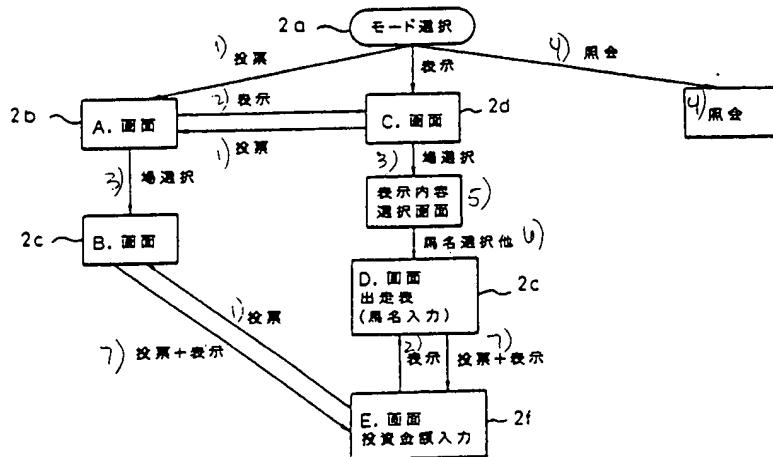 2a
モード選択
1) 投票
表示
4) 照会
2b
A. 画面
2) 表示
1) 投票
C. 画面
2d
4) 照会
3) 場選択
3) 場選択
表示内容
選択画面
5)
2c
B. 画面
馬名選択他
6)
D. 画面
出走表
(馬名入力)
2c
1) 投票
7) 投票+表示
2) 表示
7) 投票+表示
E. 画面
投資金額入力
2f